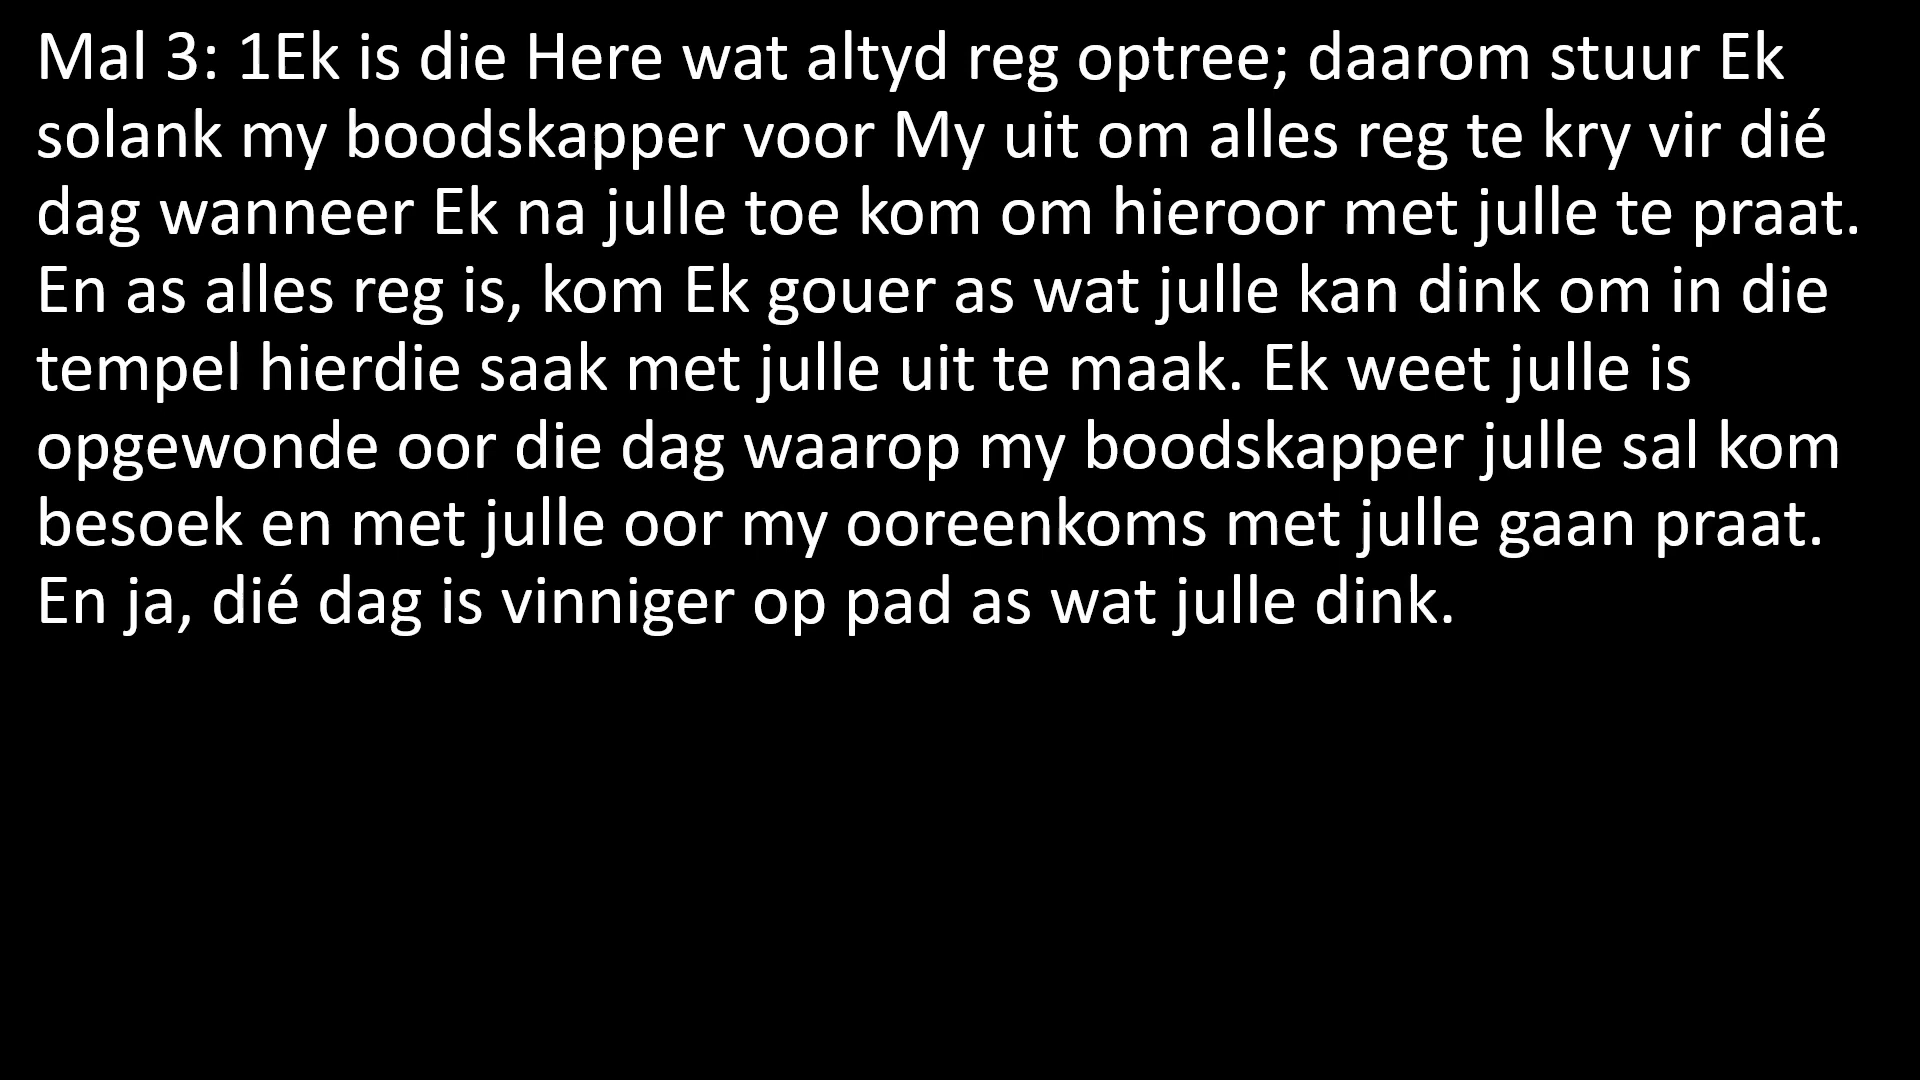 Mal 3: 1Ek is die Here wat altyd reg optree; daarom stuur Ek
solank my boodskapper voor My uit om alles reg te kry vir dié
dag wanneer Ek na julle toe kom om hieroor met julle te praat.
En as alles reg is, kom Ek gouer as wat julle kan dink om in die
tempel hierdie saak met julle uit te maak. Ek weet julle is
opgewonde oor die dag waarop my boodskapper julle sal kom
besoek en met julle oor my ooreenkoms met julle gaan praat.
En ja, dié dag is vinniger op pad as wat julle dink.